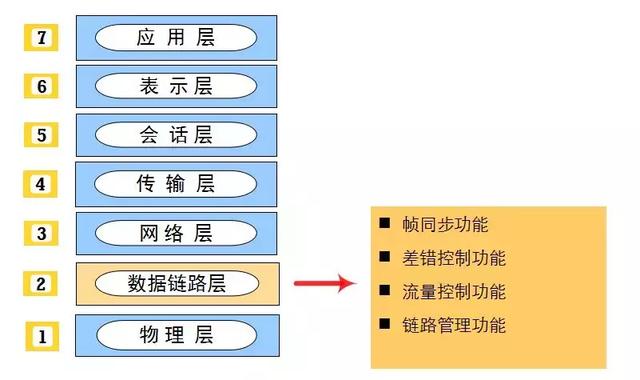 7 应用层
6 表示层
5 会话层
4 传输层
3 网络层
2 数据链路层
1 物理层
■ 帧同步功能
■ 差错控制功能
■ 流量控制功能
■ 链路管理功能